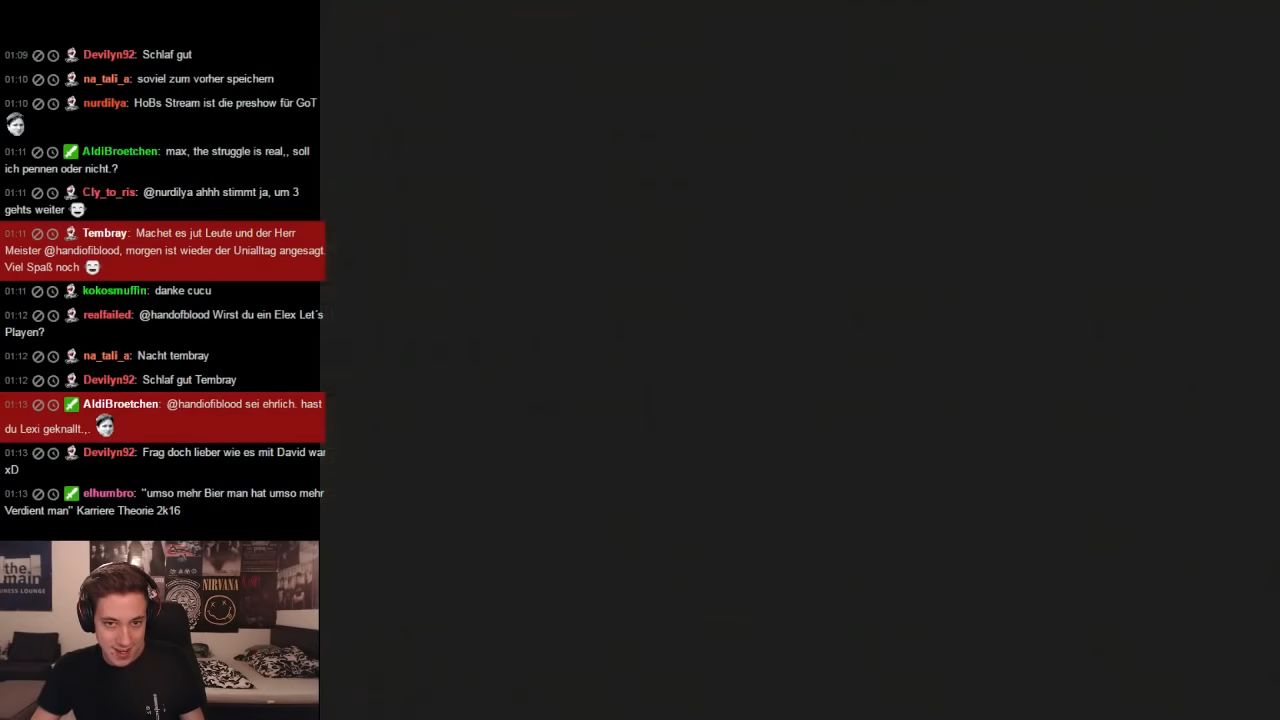 01:09 Devilyn92: Schlaf gut
01:10 na_tali_a: soviel zum vorher speichern
01:10 nurdilya: HoBs Stream ist die preshow für GoT
01:11 AldiBroetchen: max, the struggle is real,, soll
ich pennen oder nicht.?
01:11 Cly_to_ris: @nurdilya ahhh stimmt ja, um 3
gehts weiter
01:11 Tembray: Machet es jut Leute und der Herr
Meister @handiofiblood, morgen ist wieder der Unialltag angesagt.
Viel Spaß noch
01:11 kokosmuffin: danke cucu
01:12 realfailed: @handofblood Wirst du ein Elex Let´s
Playen?
01:12 na_tali_a: Nacht tembray
01:12 Devilyn92: Schlaf gut Tembray
01:13 AldiBroetchen: @handiofiblood sei ehrlich. hast
du Lexi geknallt.,.
01:13 Devilyn92: Frag doch lieber wie es mit David war
xD
01:13 elhumbro: "umso mehr Bier man hat umso mehr
Verdient man" Karriere Theorie 2k16
the.
main
NESS LOUNGE
NIRVANA